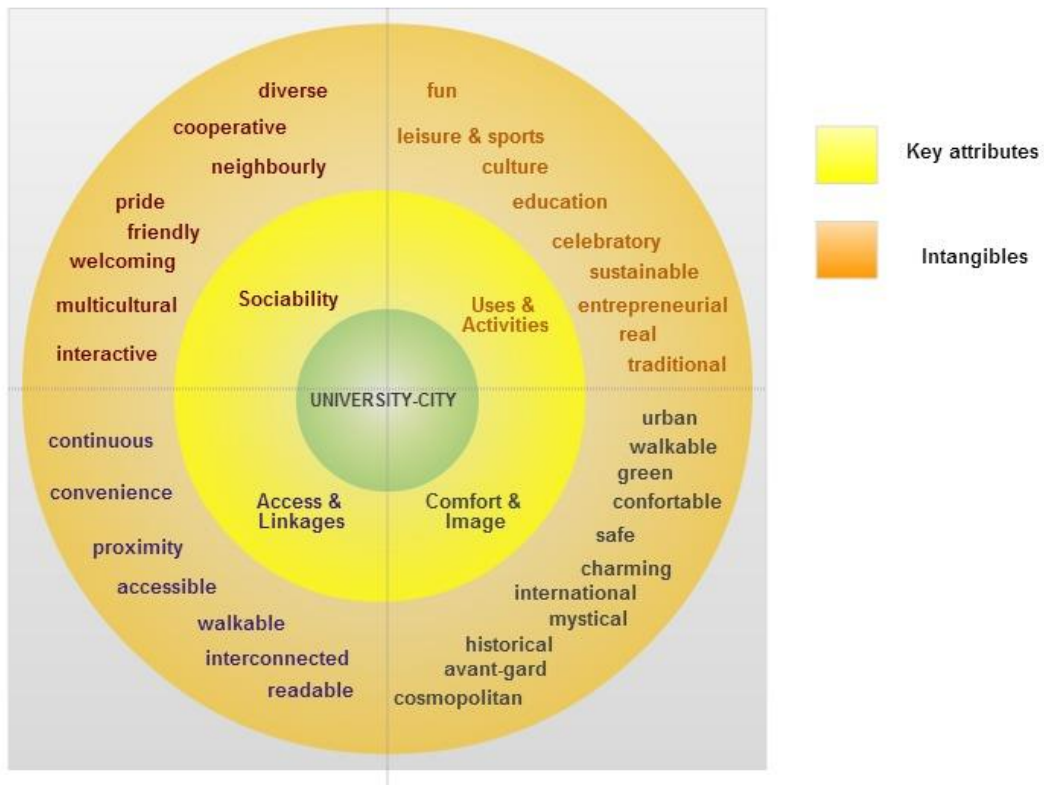 diverse
cooperative
neighbourly
pride
friendly
welcoming
multicultural
interactive
fun
leisure & sports
culture
education
celebratory
sustainable
entrepreneurial
real
traditional
Sociability
Uses &
Activities
UNIVERSITY-CITY
Access &
Linkages
Comfort &
Image
continuous
convenience
proximity
accessible
walkable
interconnected
readable
urban
walkable
green
confortable
safe
charming
international
mystical
historical
avant-gard
cosmopolitan
Key attributes
Intangibles